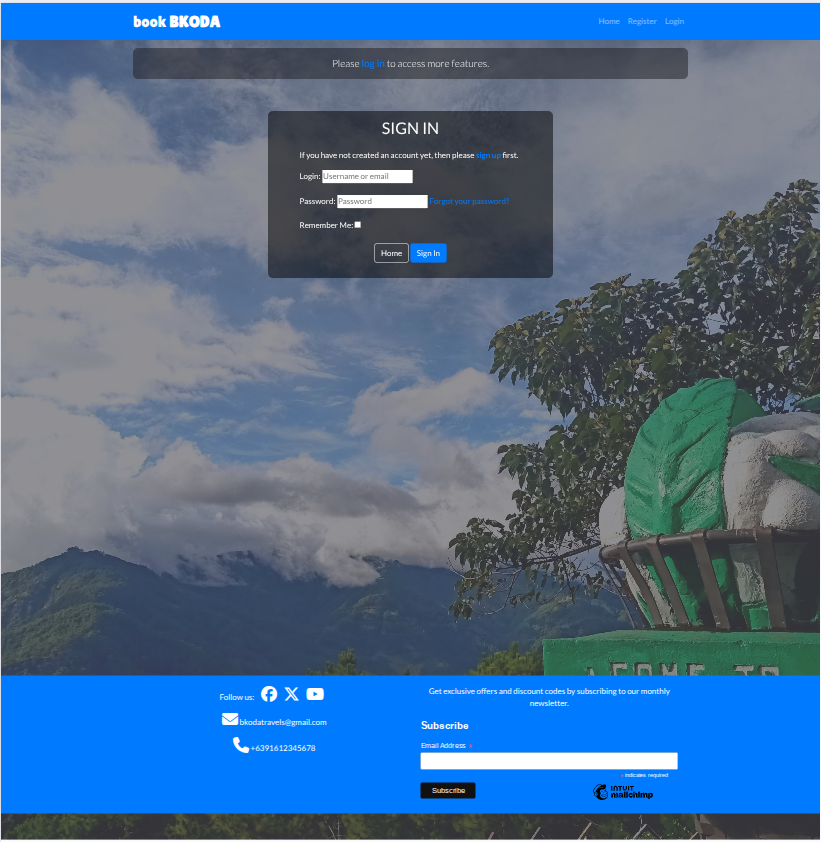 book BKODA
Home Register Login
Please log in to access more features.
SIGN IN
If you have not created an account yet, then please sign up first.
Login: Username or email
Password: Password Forgot your password?
Remember Me:
Home Sign In
Follow us:
bkodatravels@gmail.com
+6391612345678
Get exclusive offers and discount codes by subscribing to our monthly
newsletter.
Subscribe
Email Address *
* indicates required
Subscribe
INTUIT
mailchimp